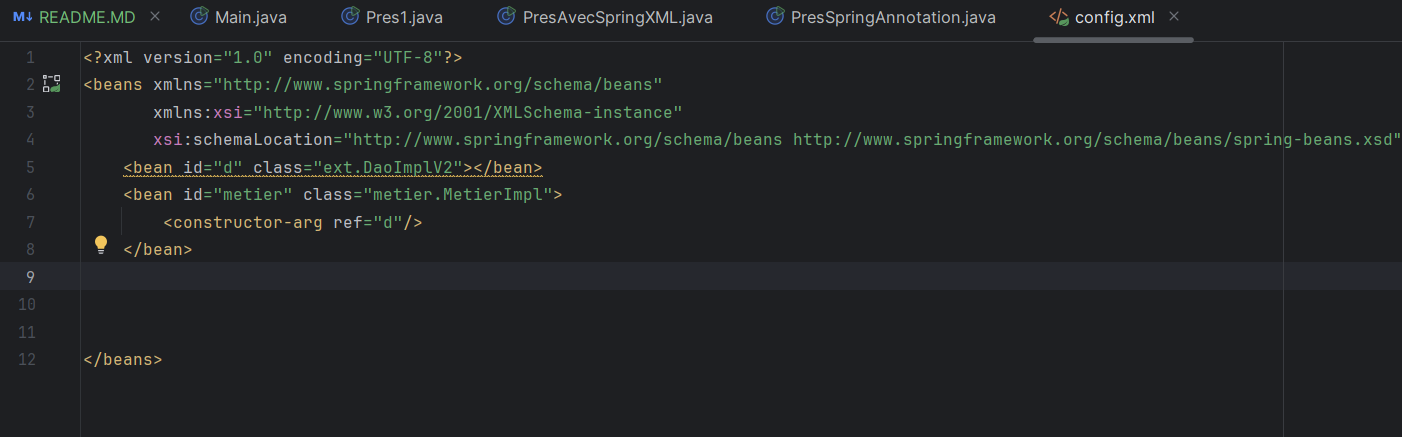 M↓ README.MD × Main.java Pres1.java PresAvecSpringXML.java PresSpringAnnotation.java config.xml ×
1 <?xml version="1.0" encoding="UTF-8"?>
2 <beans xmlns="http://www.springframework.org/schema/beans"
3 xmlns:xsi="http://www.w3.org/2001/XMLSchema-instance"
4 xsi:schemaLocation="http://www.springframework.org/schema/beans http://www.springframework.org/schema/beans/spring-beans.xsd"
5 <bean id="d" class="ext.DaoImplV2"></bean>
6 <bean id="metier" class="metier.MetierImpl">
7 <constructor-arg ref="d"/>
8 </bean>
9
10
11
12 </beans>